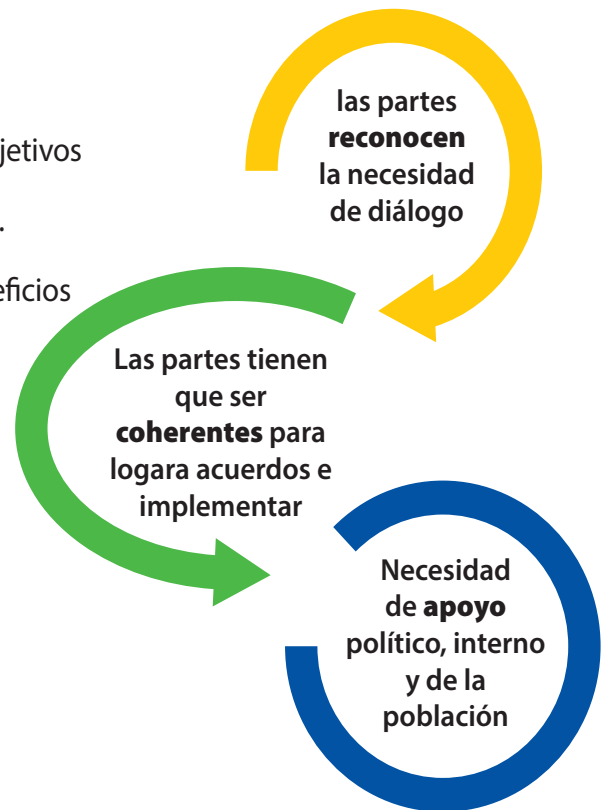 jetivos
.
eficios
las partes
reconocen
la necesidad
de diálogo
Las partes tienen
que ser
coherentes para
logara acuerdos e
implementar
Necesidad
de apoyo
político, interno
y de la
población